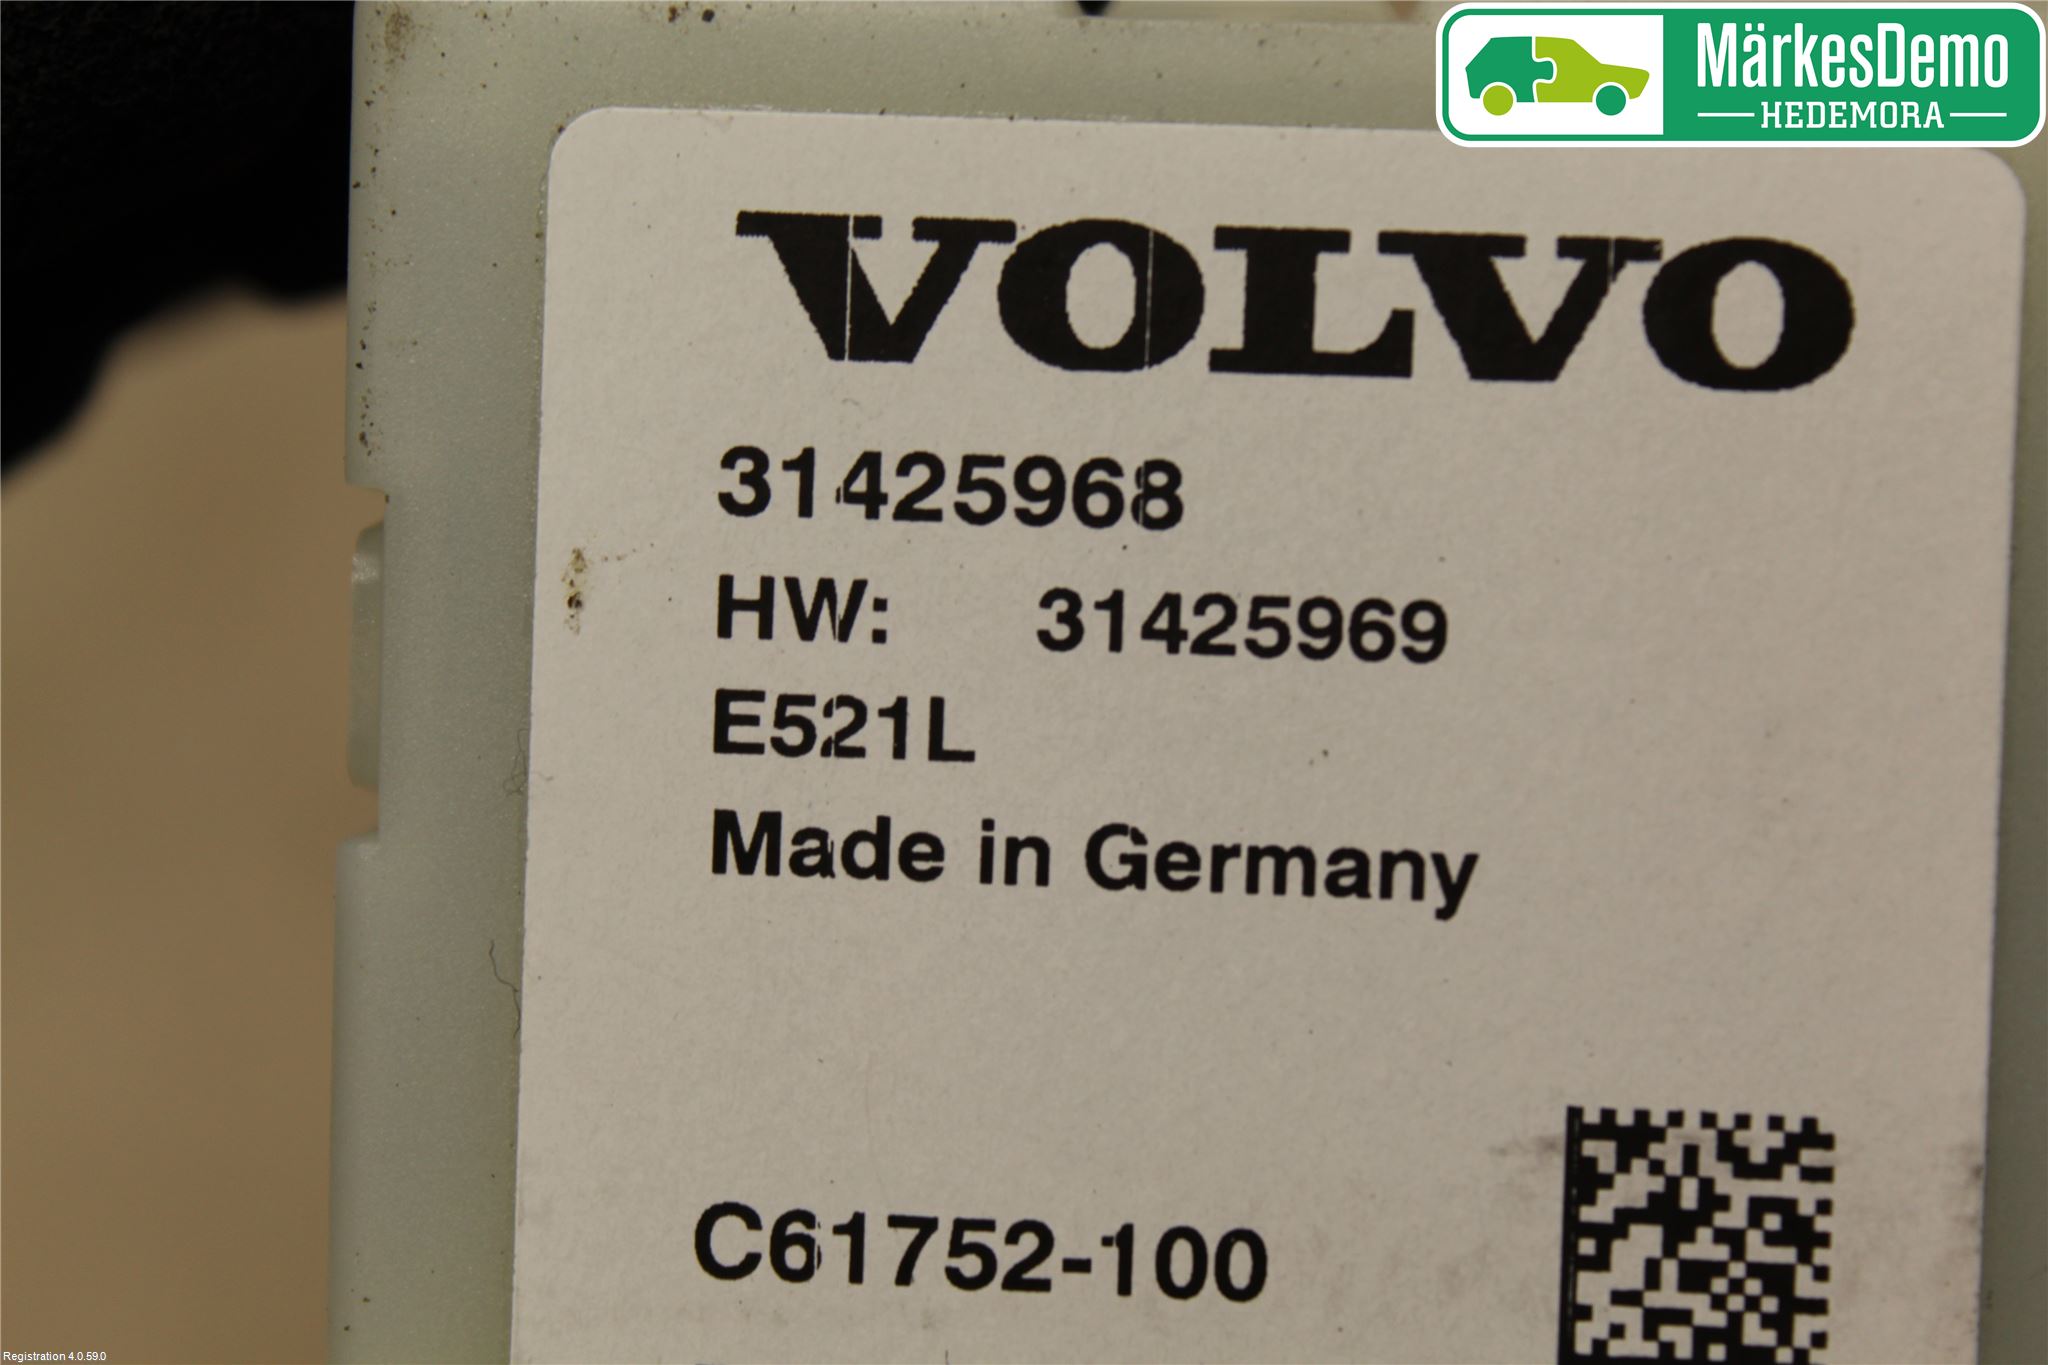 MärkesDemo
HEDEMORA
VOLVO
31425968
HW: 31425969
E521L
Made in Germany
C61752-100
Registration 4.0.59.0